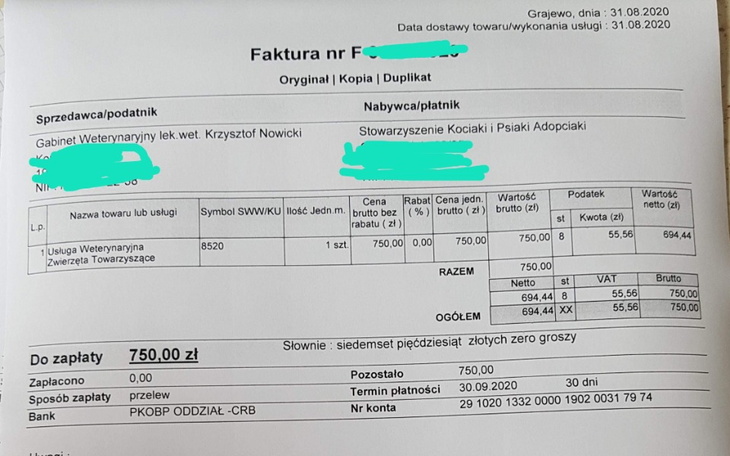 Grajewo, dnia : 31.08.2020
Data dostawy towaru/wykonania usługi : 31.08.2020
Faktura nr F
Oryginał | Kopia | Duplikat
Sprzedawca/podatnik Nabywca/płatnik
Gabinet Weterynaryjny lek.wet. Krzysztof Nowicki Stowarzyszenie Kociaki i Psiaki Adopciaki
L.p. Nazwa towaru lub usługi Symbol SWW/KU Ilość Jedn.m. Cena brutto bez rabatu ( zł ) Rabat ( % ) Cena jedn. brutto ( zł ) Wartość brutto (zł) Podatek st Kwota (zł) Wartość netto (zł)
1 Usługa Weterynaryjna 8520 1 szt. 750,00 0,00 750,00 750,00 8 55,56 694,44
Zwierzęta Towarzyszące
RAZEM 750,00
Netto st VAT Brutto
694,44 8 55,56 750,00
OGÓŁEM 694,44 XX 55,56 750,00
Do zapłaty 750,00 zł Słownie : siedemset pięćdziesiąt złotych zero groszy
Zapłacono 0,00 Pozostało 750,00
Sposób zapłaty przelew Termin płatności 30.09.2020 30 dni
Bank PKOBP ODDZIAŁ -CRB Nr konta 29 1020 1332 0000 1902 0031 79 74